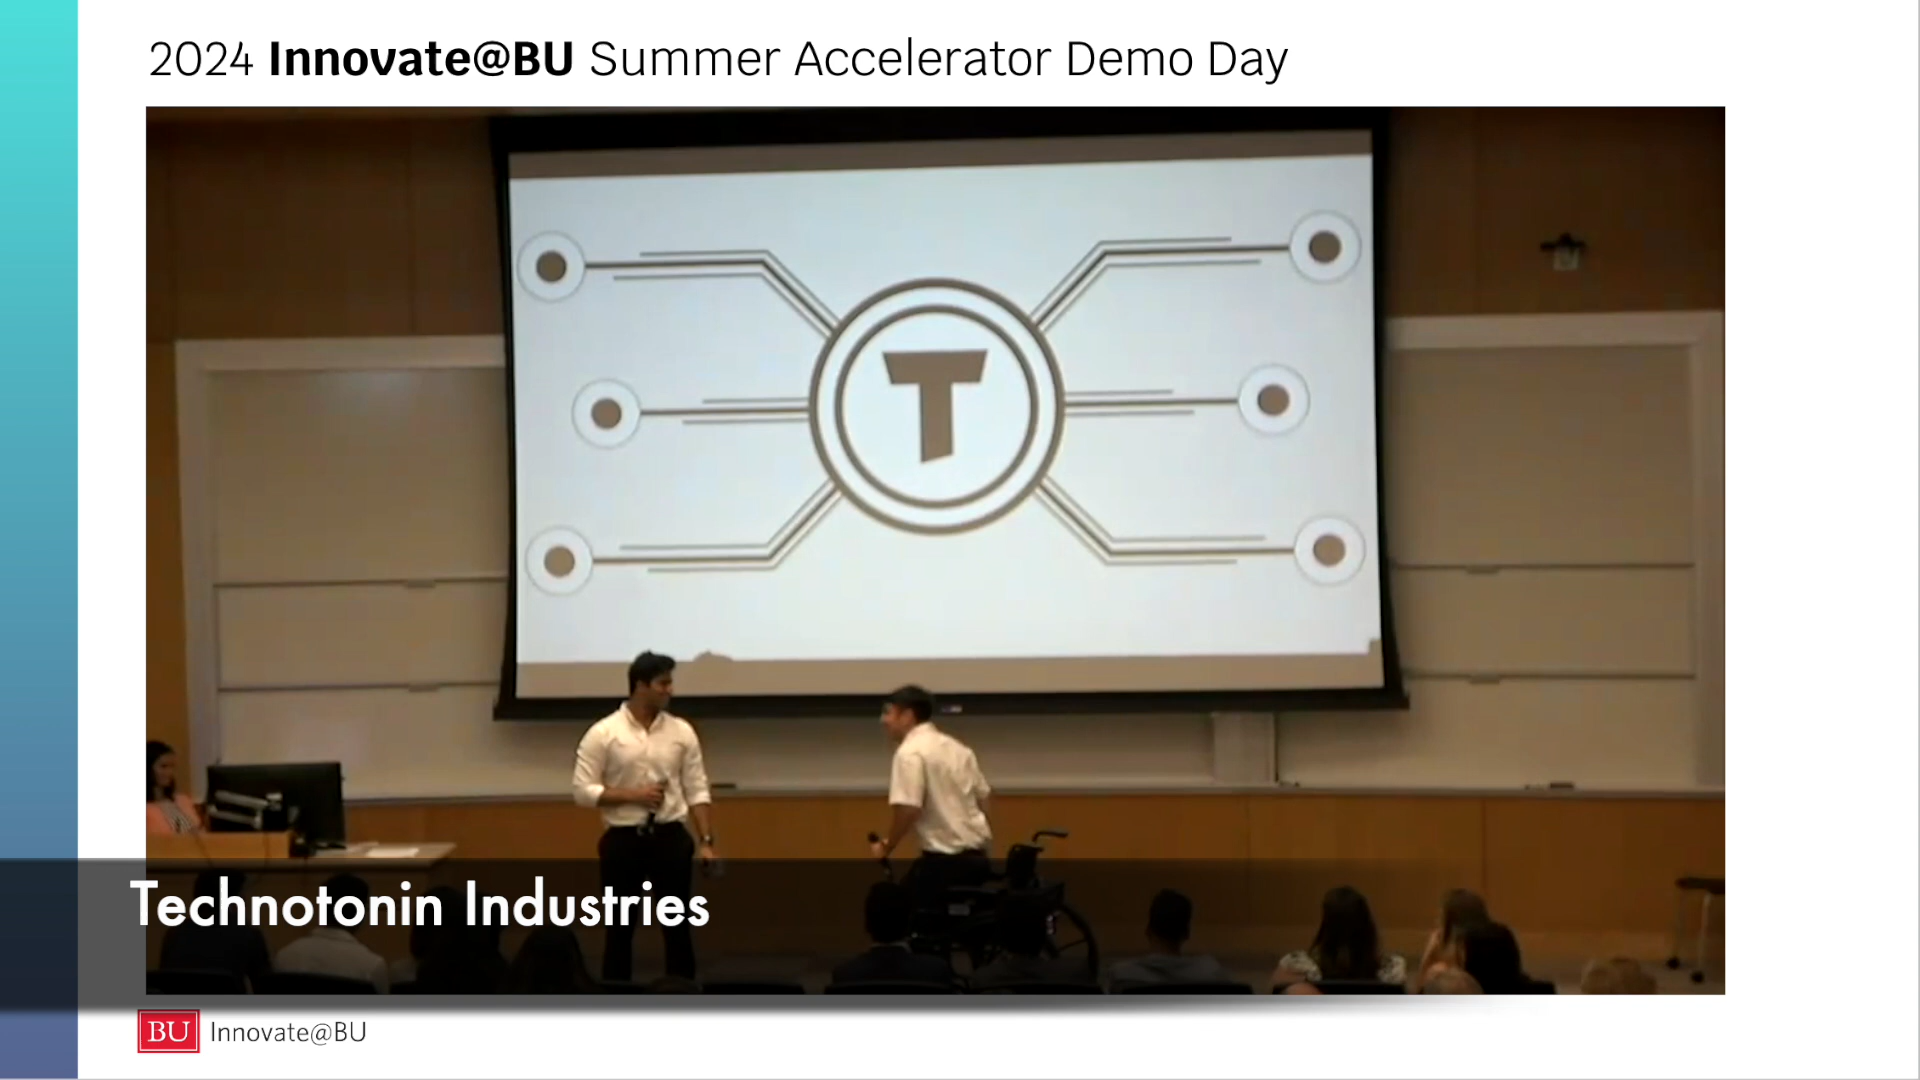 2024 Innovate@BU Summer Accelerator Demo Day
T
Technotonin Industries
BU Innovate@BU